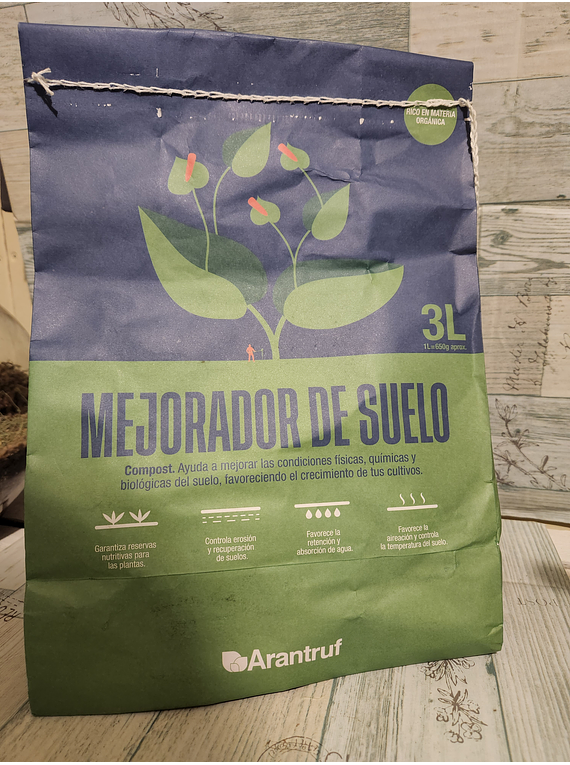 RICO EN MATERIA
ORGÁNICA
3L
1L=650g aprox.
MEJORADOR DE SUELO
Compost. Ayuda a mejorar las condiciones físicas, químicas y
biológicas del suelo, favoreciendo el crecimiento de tus cultivos.
Garantiza reservas
nutritivas para
las plantas.
Controla erosión
y recuperación
de suelos.
Favorece la
retención y
absorción de agua.
Favorece la
aireación y controla
la temperatura del suelo.
Arantruf